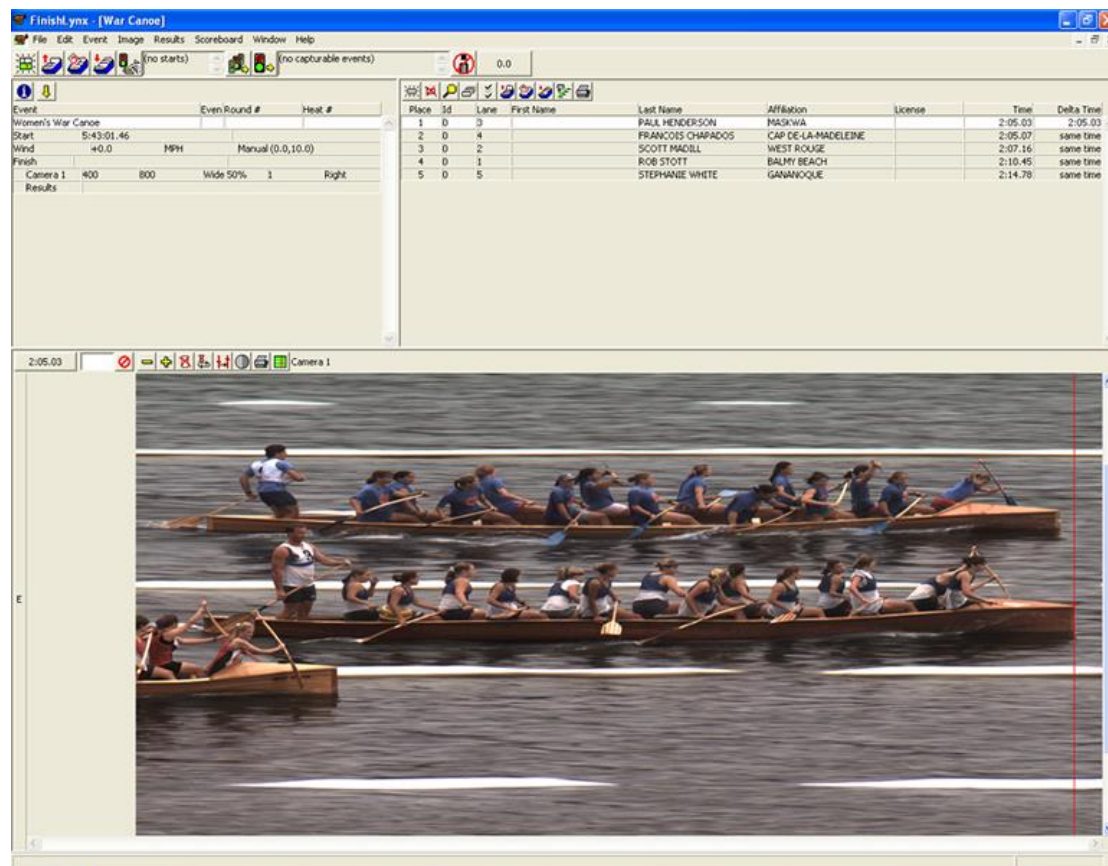 FinishLynx - [War Canoe]
File Edit Event Image Results Scoreboard Window Help
(no starts) (no capturable events) 0.0
Event Even Round # Heat #
Women's War Canoe
Start 5:43:01.46
Wind +0.0 MPH Manual (0.0,10.0)
Finish
Camera 1 400 800 Wide 50% 1 Right
Results
Place Id Lane First Name Last Name Affiliation License Time Delta Time
1 0 3 PAUL HENDERSON MASKWA 2:05.03 2:05.03
2 0 4 FRANCOIS CHAPADOS CAP DE-LA-MADELEINE 2:05.07 same time
3 0 2 SCOTT MADILL WEST ROUGE 2:07.16 same time
4 0 1 ROB STOTT BALMY BEACH 2:10.45 same time
5 0 5 STEPHANIE WHITE GANANOQUE 2:14.78 same time
2:05.03 Camera 1
E